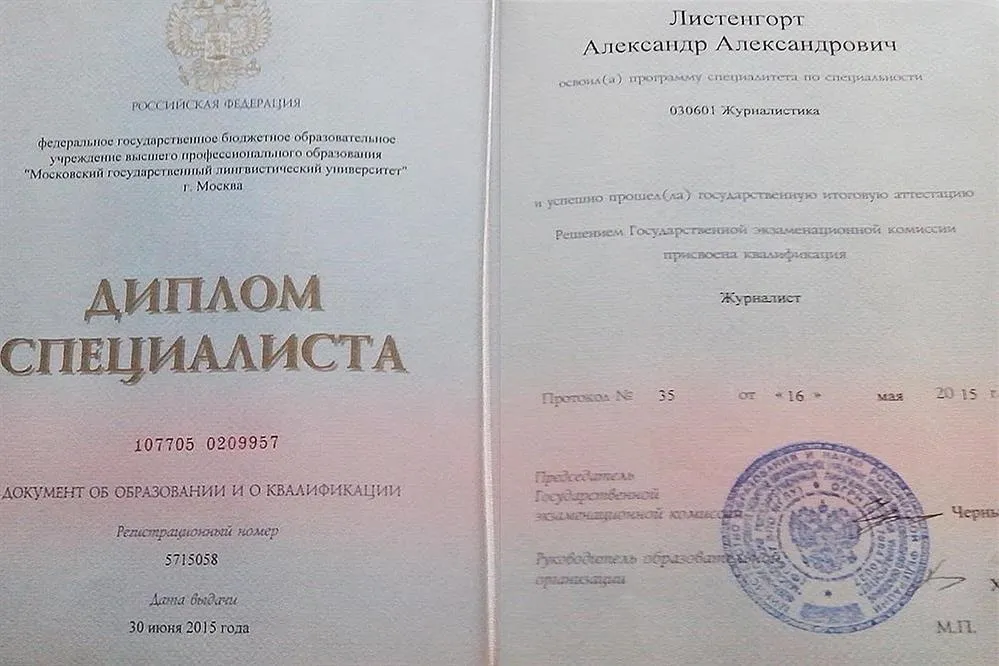 РОССИЙСКАЯ ФЕДЕРАЦИЯ
федеральное государственное бюджетное образовательное
учреждение высшего профессионального образования
"Московский государственный лингвистический университет"
г. Москва
ДИПЛОМ
СПЕЦИАЛИСТА
107705 0209957
ДОКУМЕНТ ОБ ОБРАЗОВАНИИ И О КВАЛИФИКАЦИИ
Регистрационный номер
5715058
Дата выдачи
30 июня 2015 года
Листенгорт
Александр Александрович
освоил(а) программу специалитета по специальности
030601 Журналистика
и успешно прошел(ла) государственную итоговую аттестацию
Решением Государственной экзаменационной комиссии
присвоена квалификация
Журналист
Протокол № 35 от «16» мая 2015 г.
Председатель
Государственной
экзаменационной комиссии
Черны
Руководитель образовательной
организации
М.П.